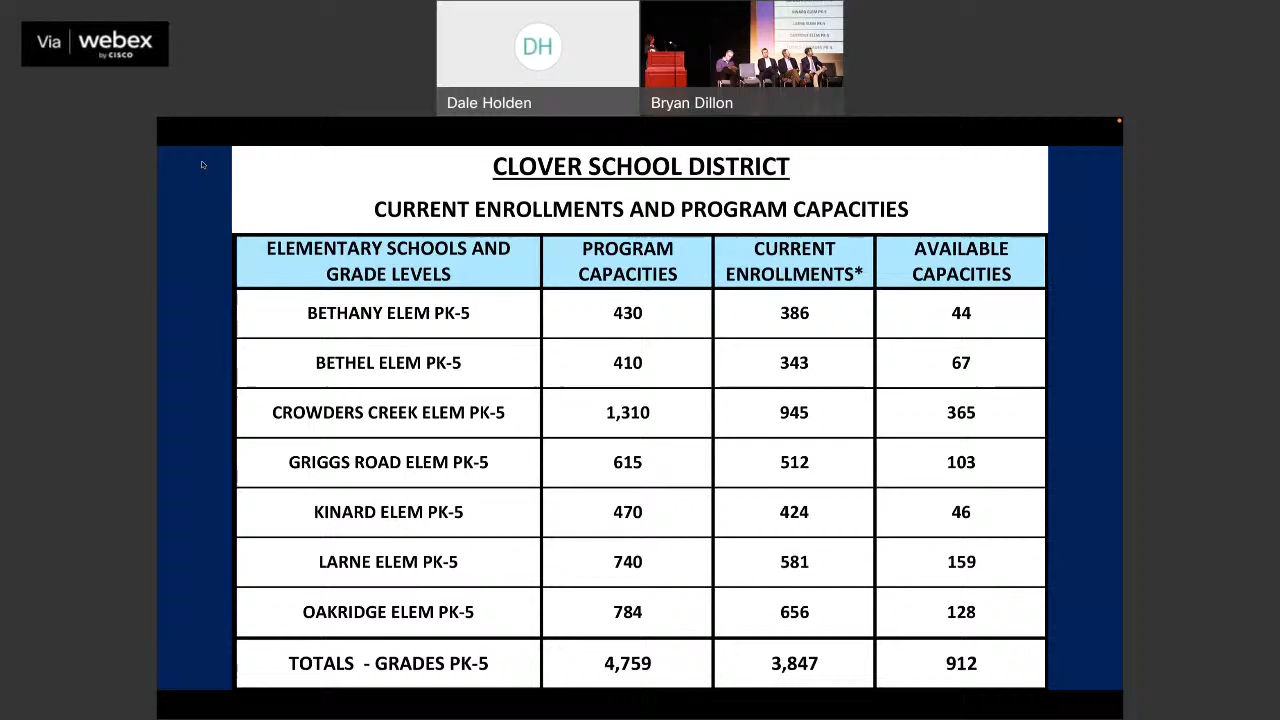 Via webex
by CISCO
DH
KINARD ELEM PK-5
Dale Holden
Bryan Dillon
CLOVER SCHOOL DISTRICT
CURRENT ENROLLMENTS AND PROGRAM CAPACITIES
ELEMENTARY SCHOOLS AND GRADE LEVELS
PROGRAM CAPACITIES
CURRENT ENROLLMENTS*
AVAILABLE CAPACITIES
BETHANY ELEM PK-5 430 386 44
BETHEL ELEM PK-5 410 343 67
CROWDERS CREEK ELEM PK-5 1,310 945 365
GRIGGS ROAD ELEM PK-5 615 512 103
KINARD ELEM PK-5 470 424 46
LARNE ELEM PK-5 740 581 159
OAKRIDGE ELEM PK-5 784 656 128
TOTALS - GRADES PK-5 4,759 3,847 912